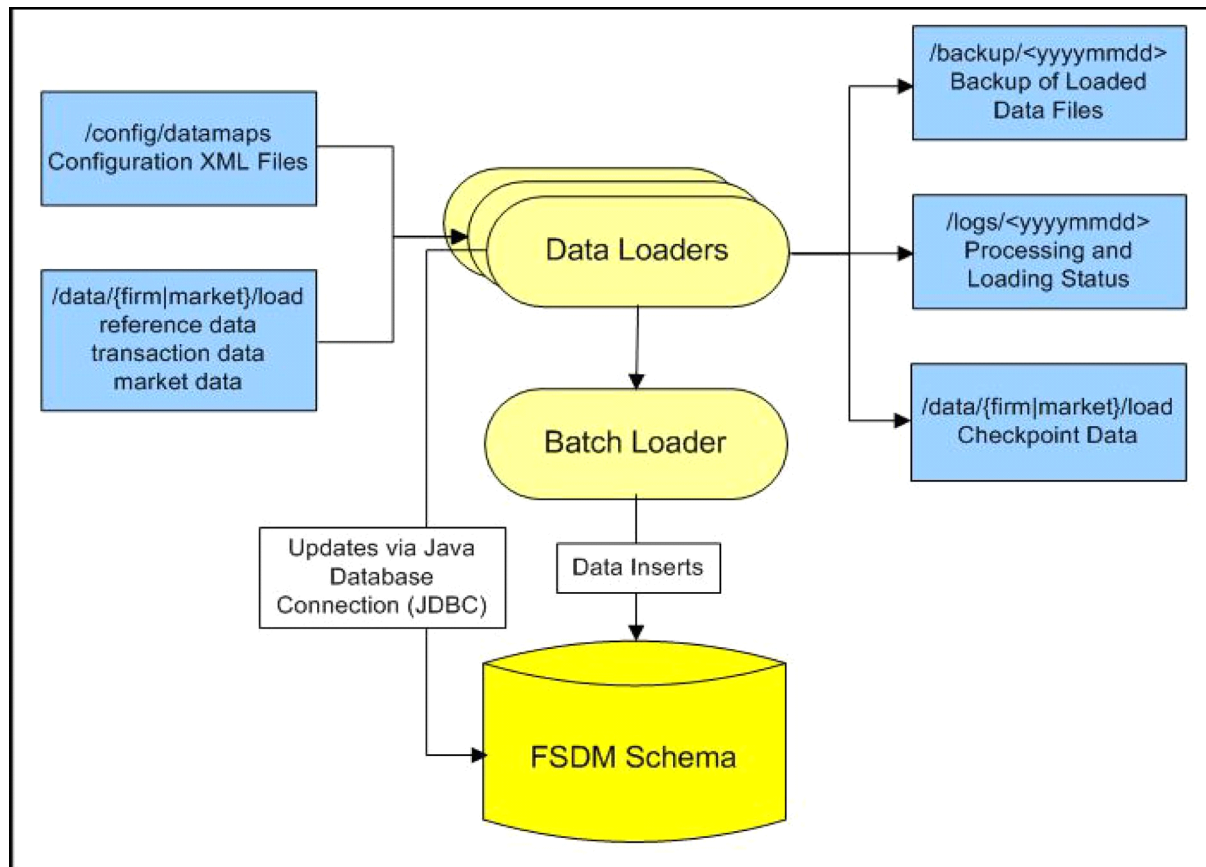 /config/datamaps
Configuration XML Files
/data/{firm|market}/load
reference data
transaction data
market data
Data Loaders
Batch Loader
Updates via Java
Database
Connection (JDBC)
Data Inserts
FSDM Schema
/backup/<yyyymmdd>
Backup of Loaded
Data Files
/logs/<yyyymmdd>
Processing and
Loading Status
/data/{firm|market}/load
Checkpoint Data